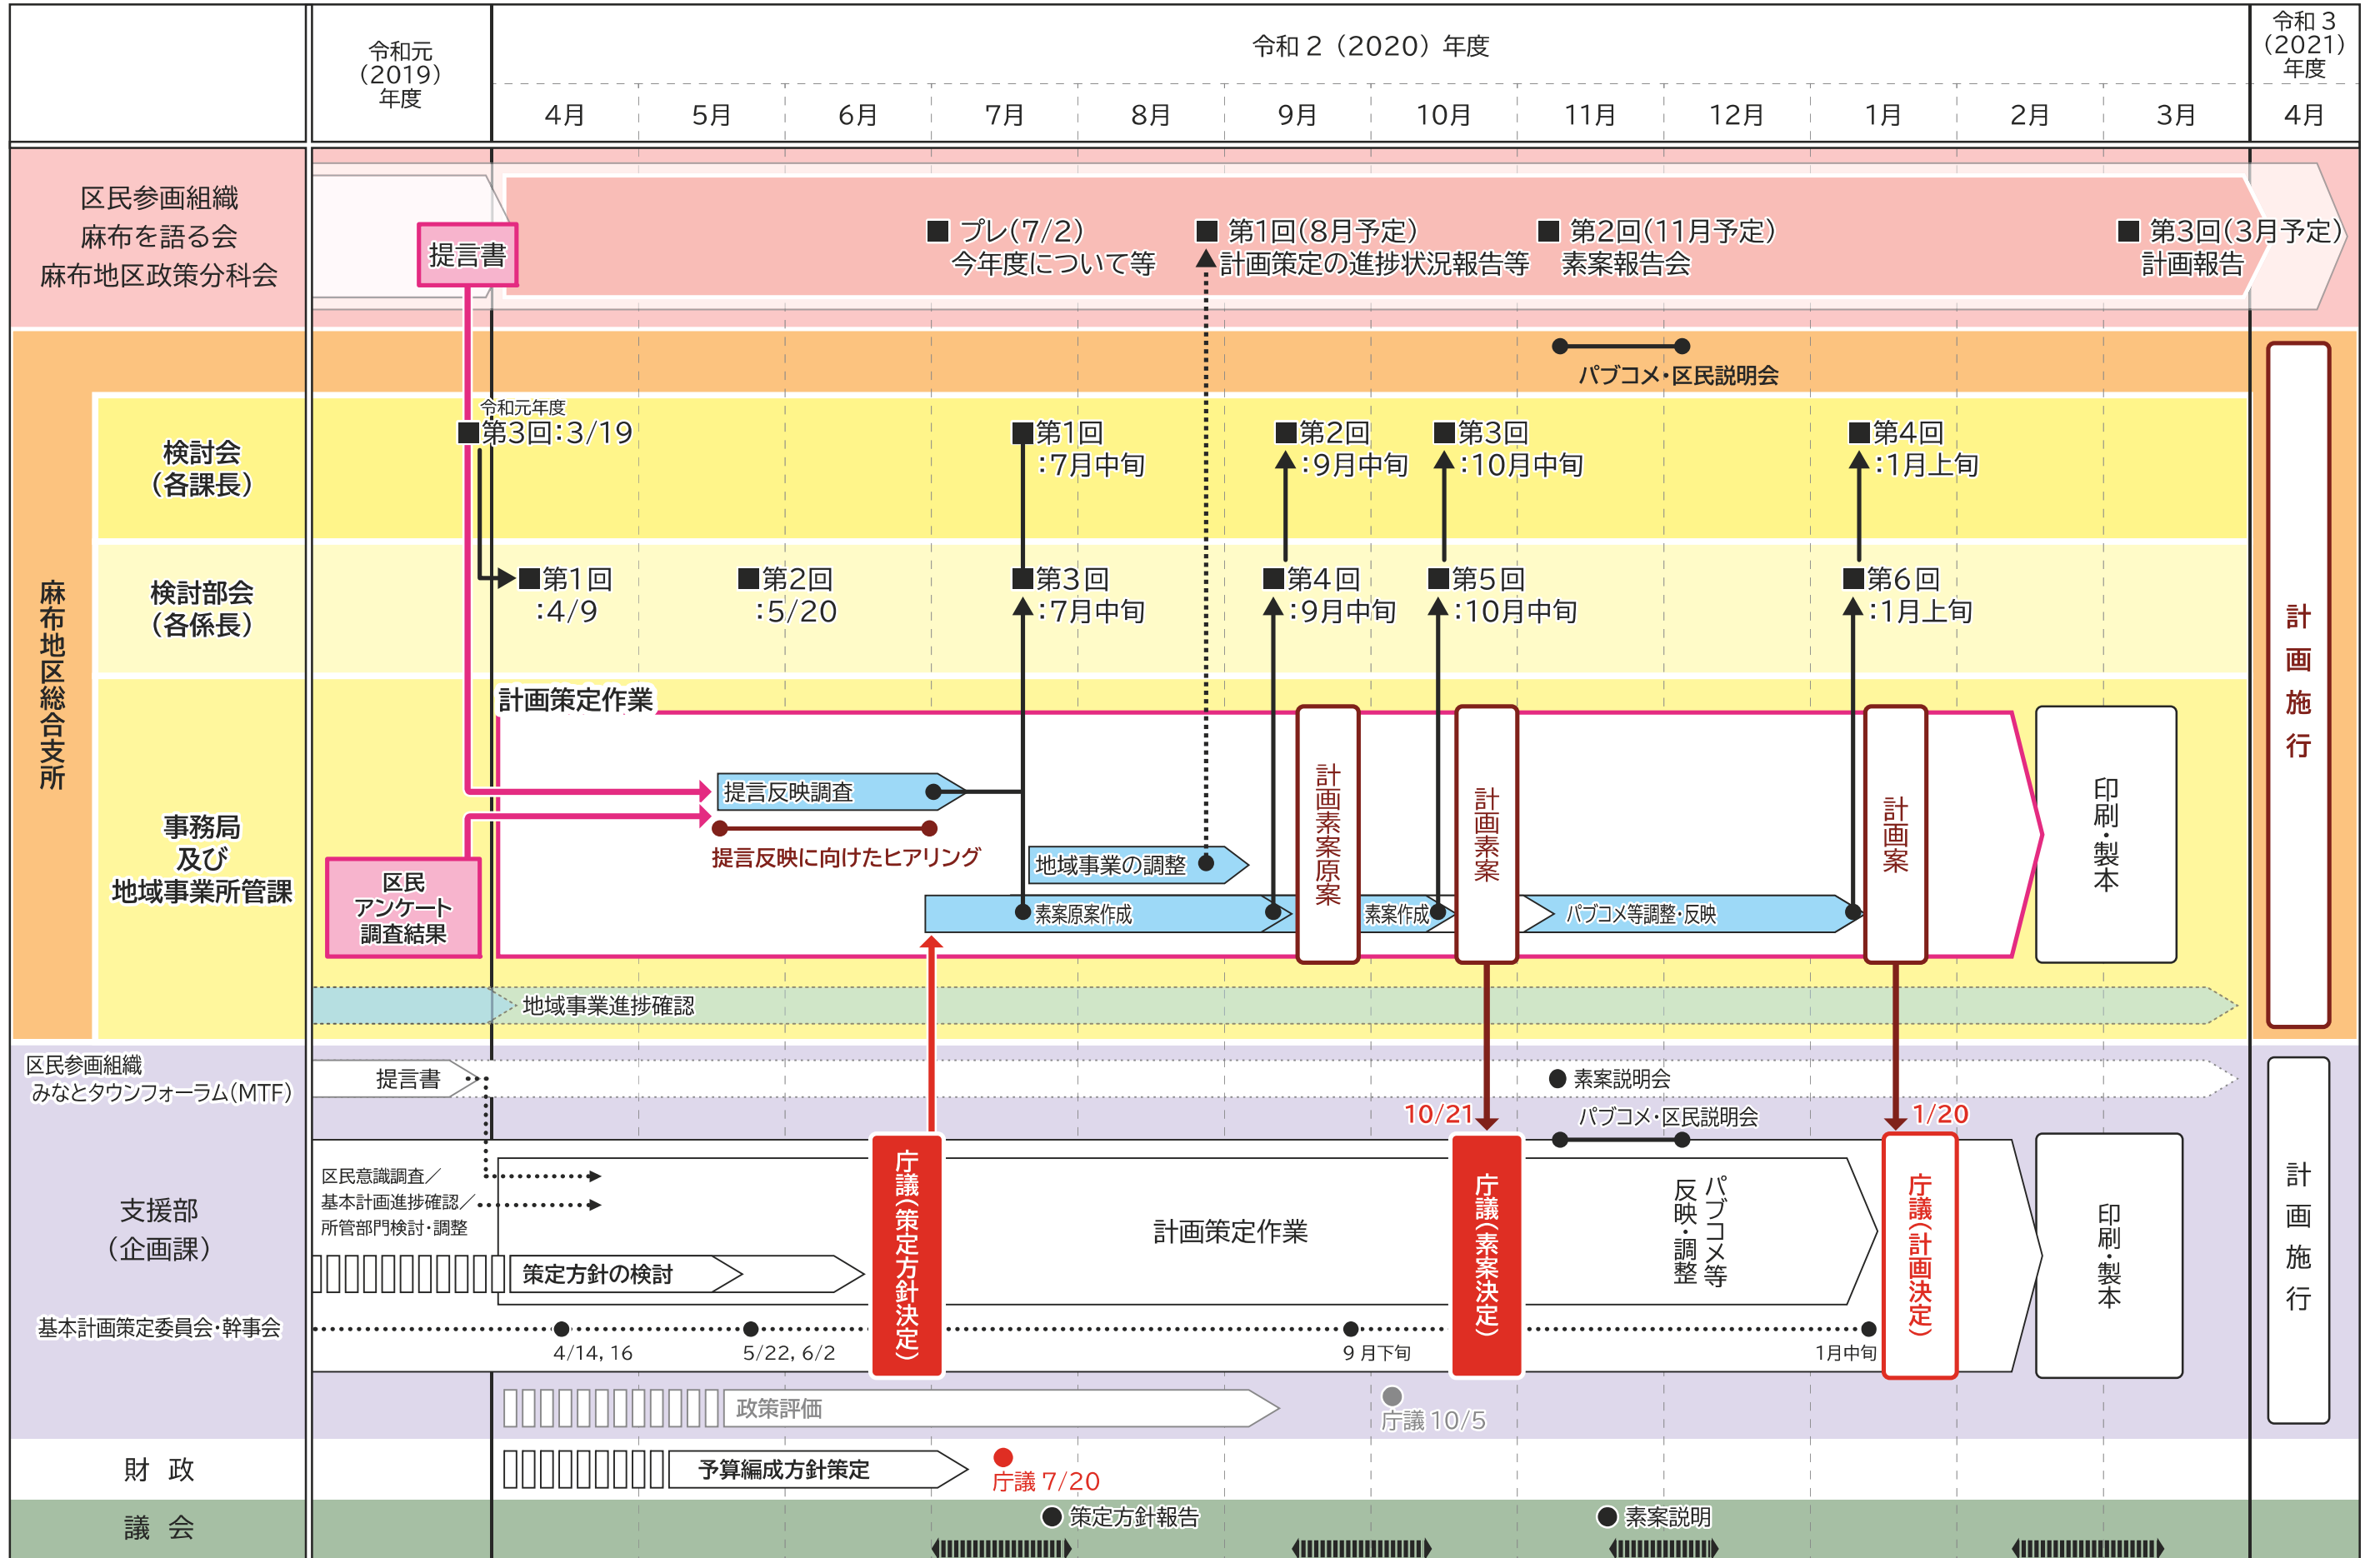 令和元
（2019）
年度
令和２（2020）年度
令和３
（2021）
年度
4月
5月
6月
7月
8月
9月
10月
11月
12月
1月
2月
3月
4月
区民参画組織
麻布を語る会
麻布地区政策分科会
提言書
■ プレ(7/2)
今年度について等
■ 第1回(8月予定)
計画策定の進捗状況報告等
■ 第2回(11月予定)
素案報告会
■ 第3回(3月予定)
計画報告
麻布地区総合支所
パブコメ・区民説明会
計画施行
検討会
（各課長）
令和元年度
■第3回：3/19
■第1回
：7月中旬
■第2回
：9月中旬
■第3回
：10月中旬
■第4回
：1月上旬
検討部会
（各係長）
■第1回
：4/9
■第2回
：5/20
■第3回
：7月中旬
■第4回
：9月中旬
■第5回
：10月中旬
■第6回
：1月上旬
事務局
及び
地域事業所管課
計画策定作業
提言反映調査
提言反映に向けたヒアリング
地域事業の調整
素案原案作成
計画素案原案
素案作成
計画素案
パブコメ等調整・反映
計画案
印刷・製本
区民
アンケート
調査結果
地域事業進捗確認
区民参画組織
みなとタウンフォーラム(MTF)
提言書
● 素案説明会
10/21
パブコメ・区民説明会
1/20
支援部
（企画課）
区民意識調査／
基本計画進捗確認／
所管部門検討・調整
策定方針の検討
庁議（策定方針決定）
計画策定作業
庁議（素案決定）
パブコメ等
反映・調整
庁議（計画決定）
印刷・製本
計画施行
基本計画策定委員会・幹事会
4/14，16
5/22，6/2
9月下旬
1月中旬
政策評価
庁議 10/5
財　政
予算編成方針策定
庁議 7/20
議　会
● 策定方針報告
● 素案説明